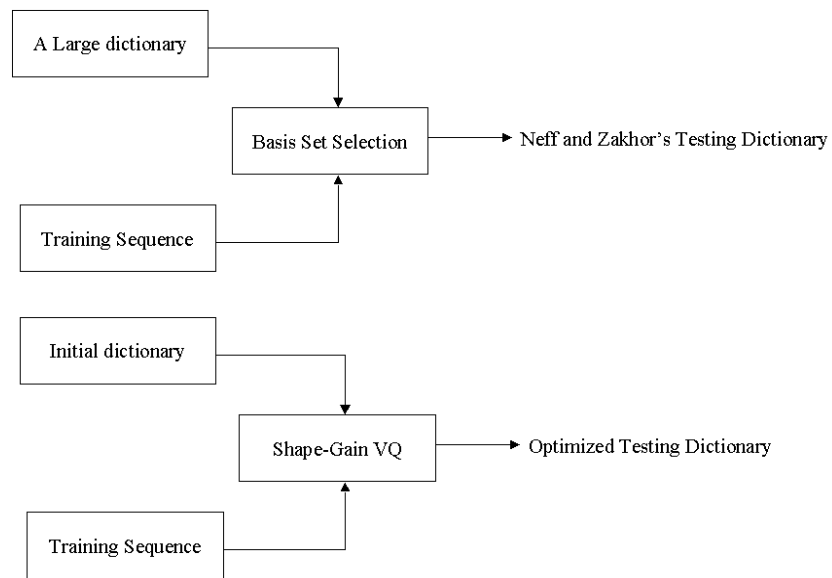 A Large dictionary
Basis Set Selection
Neff and Zakhor's Testing Dictionary
Training Sequence
Initial dictionary
Shape-Gain VQ
Optimized Testing Dictionary
Training Sequence